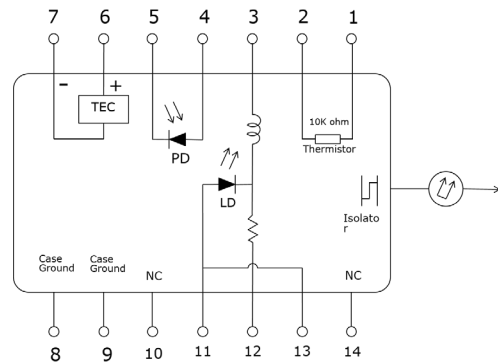 7 6 5 4 3 2 1
- +
TEC
10K ohm
PD
Thermistor
LD
Isolato
r
Case
Ground
Case
Ground
NC
NC
8 9 10 11 12 13 14